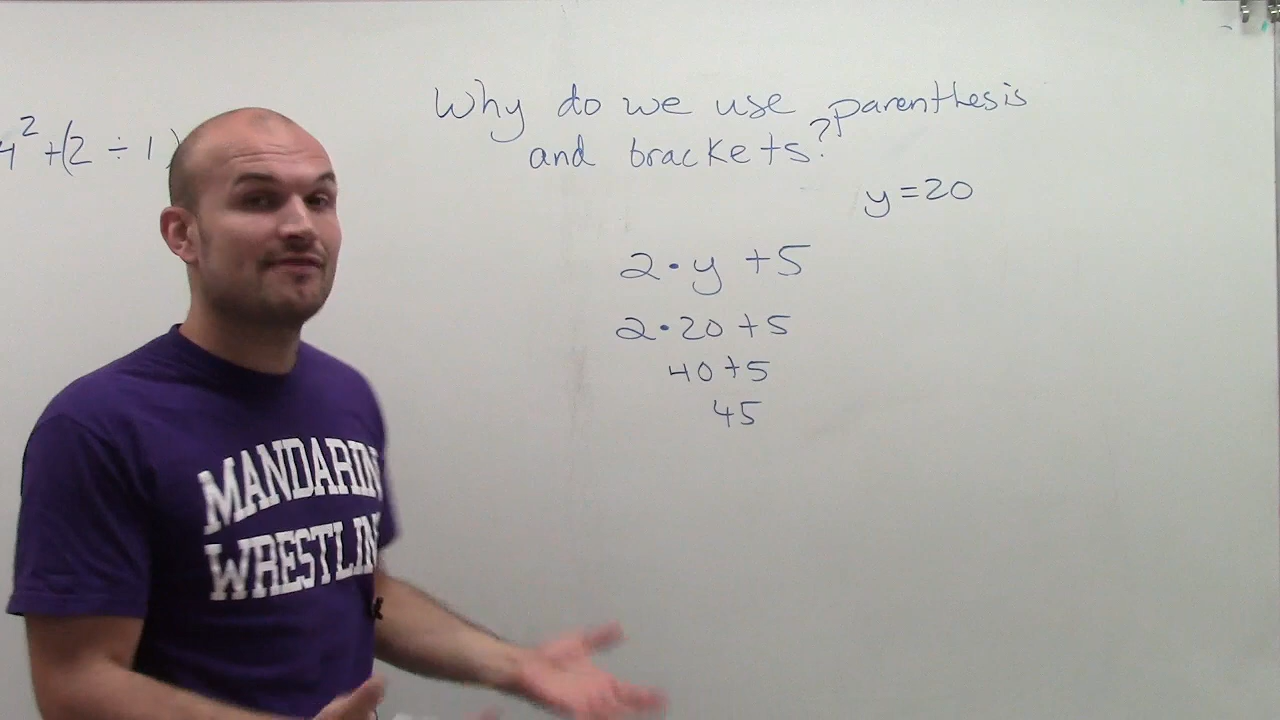 Why do we use parenthesis
and brackets?
4² + (2 ÷ 1)
y = 20
2 · y + 5
2 · 20 + 5
40 + 5
45
MANDARIN
WRESTLIN